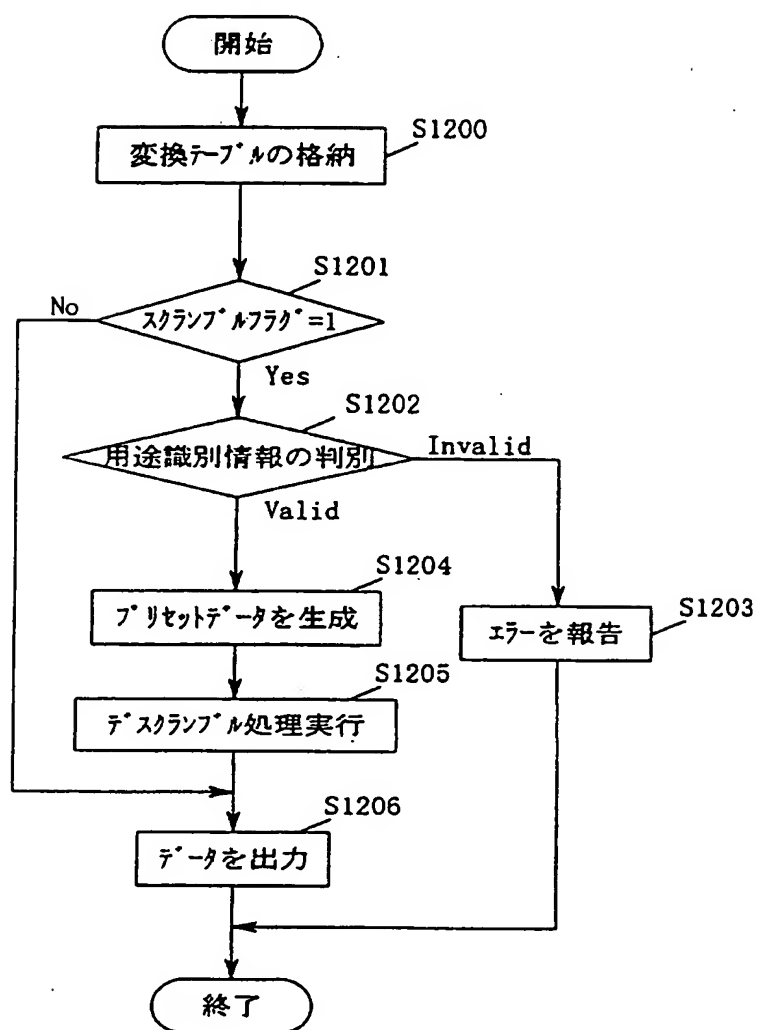 開始
S1200
変換ﾃｰﾌﾞﾙの格納
S1201
No
ｽｸﾗﾝﾌﾞﾙﾌﾗｸﾞ=1
Yes
S1202
用途識別情報の判別
Invalid
Valid
S1204
ﾌﾟﾘｾｯﾄﾃﾞｰﾀを生成
S1203
ｴﾗｰを報告
S1205
ﾃﾞｽｸﾗﾝﾌﾞﾙ処理実行
S1206
ﾃﾞｰﾀを出力
終了